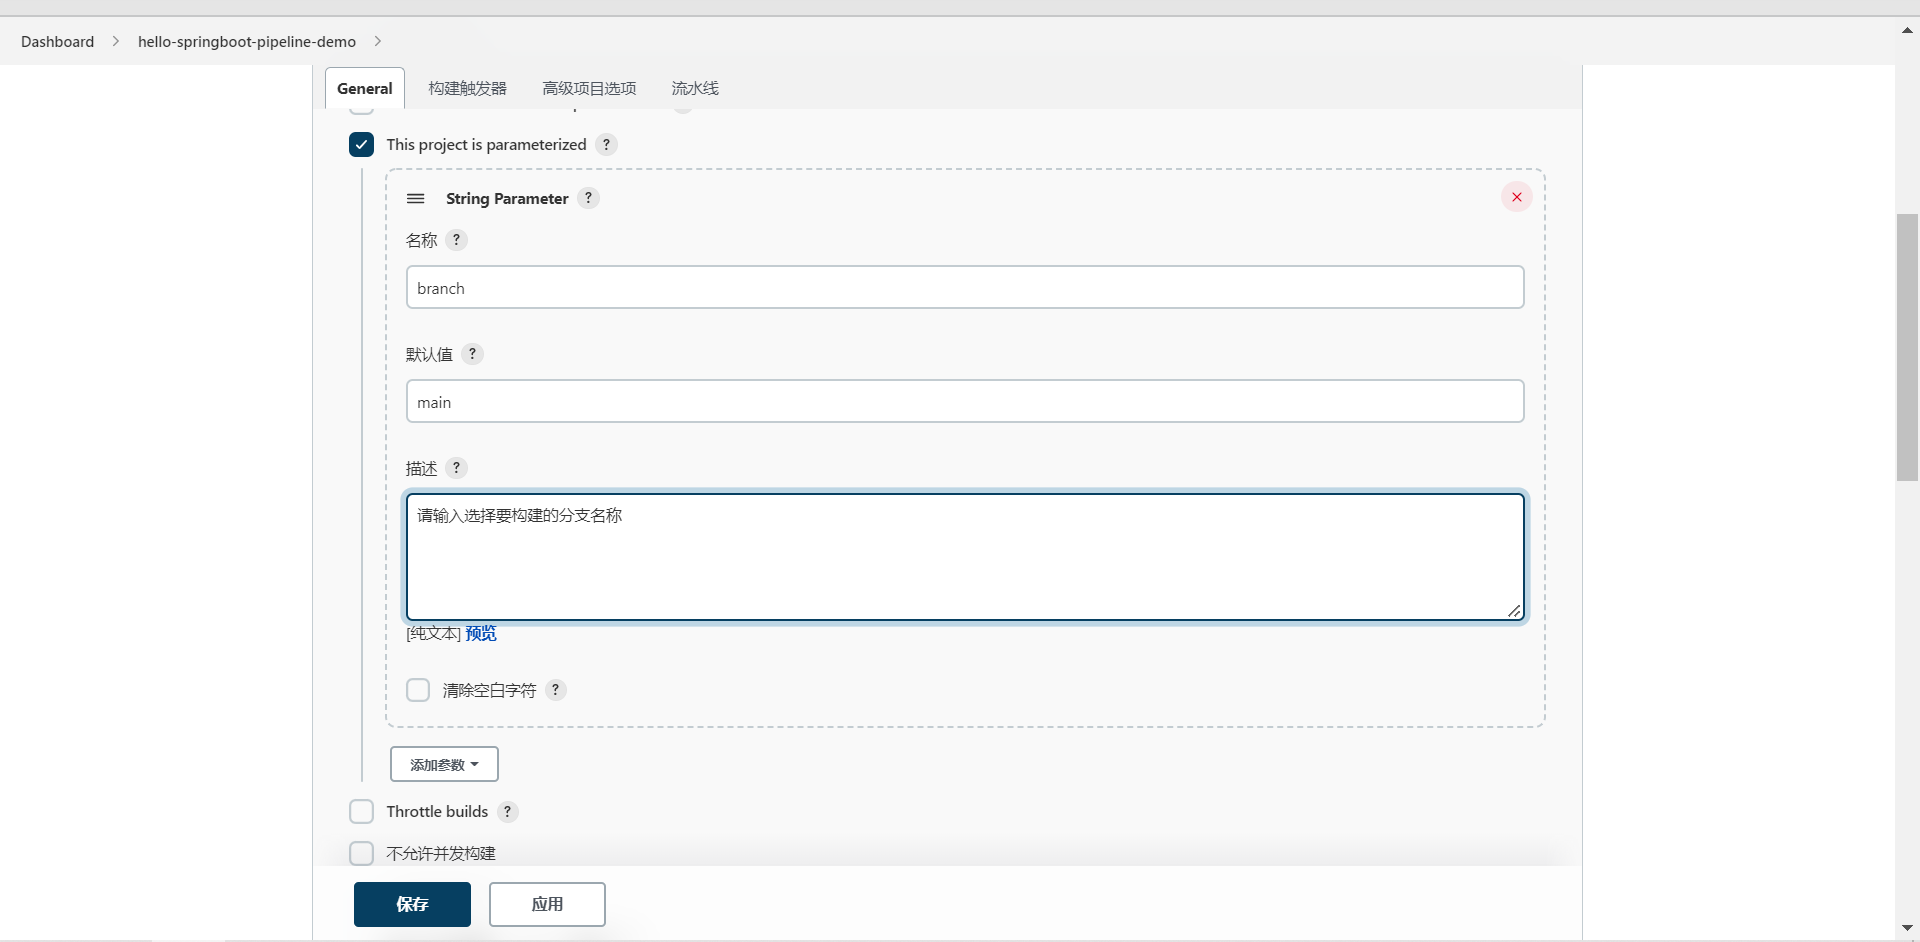 Dashboard > hello-springboot-pipeline-demo >
General 构建触发器 高级项目选项 流水线
This project is parameterized ?
String Parameter ?
名称 ?
branch
默认值 ?
main
描述 ?
请输入选择要构建的分支名称
[纯文本] 预览
清除空白字符 ?
添加参数
Throttle builds ?
不允许并发构建
保存 应用